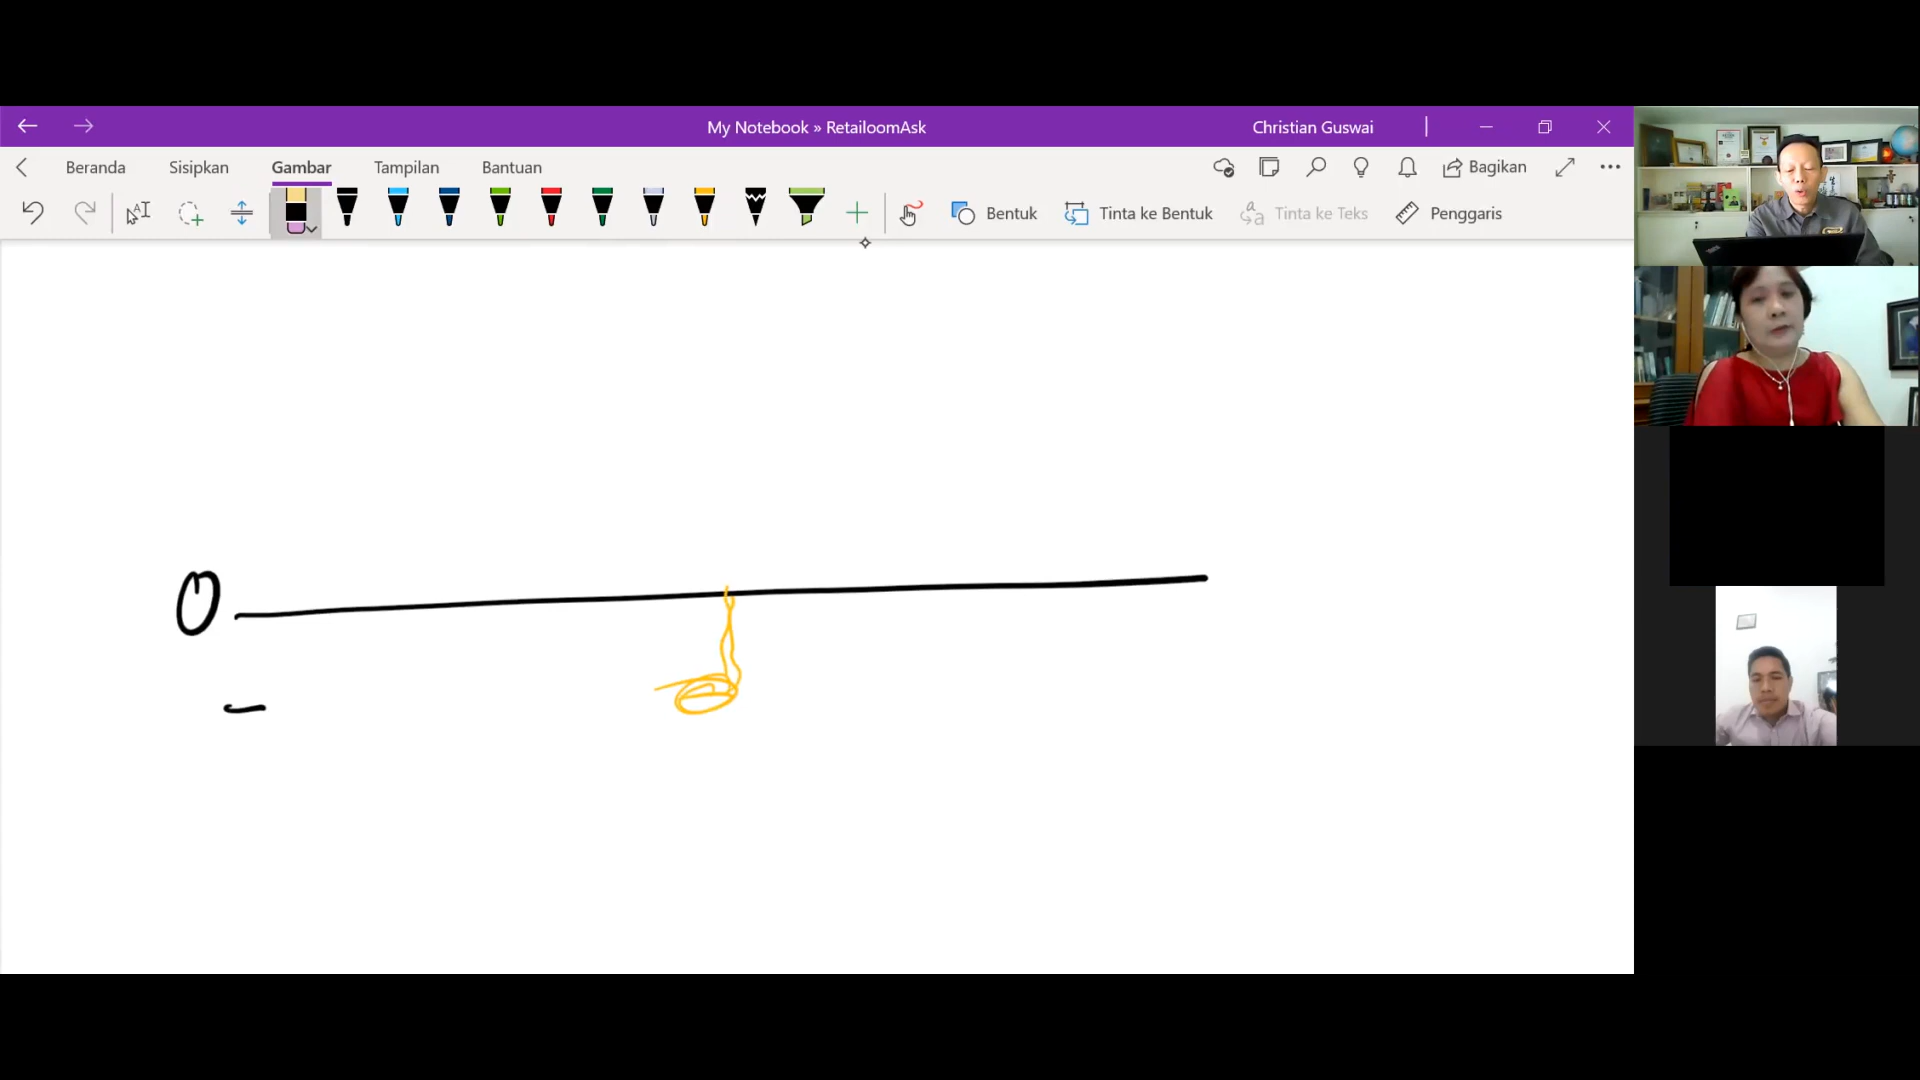 My Notebook » RetailoomAsk
Christian Guswai
Beranda Sisipkan Gambar Tampilan Bantuan Bagikan
Bentuk Tinta ke Bentuk Tinta ke Teks Penggaris
0